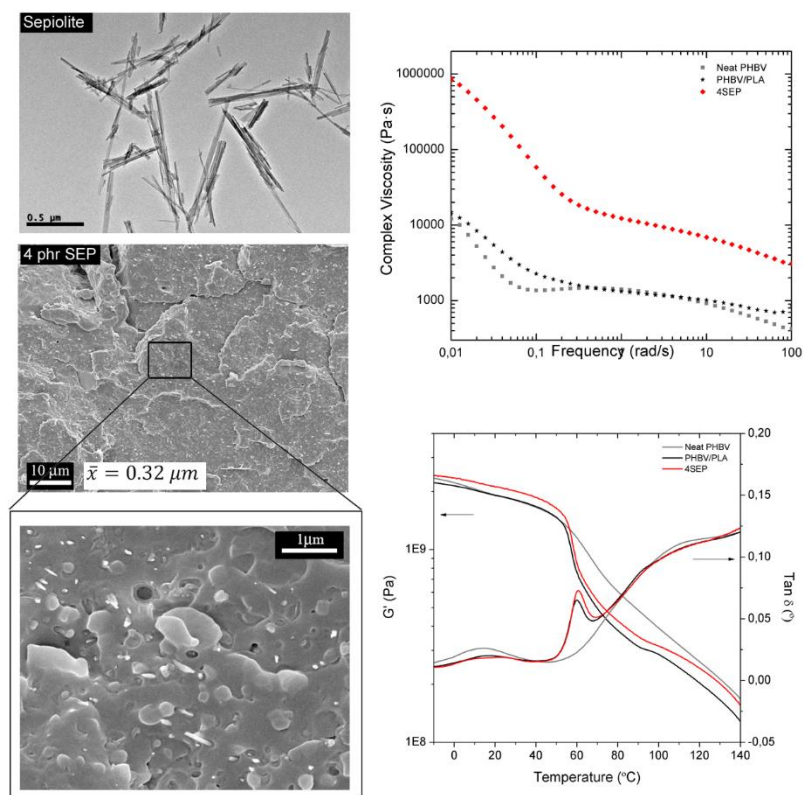 Sepiolite
0.5 μm
4 phr SEP
10 μm
x̄ = 0.32 μm
1μm
Complex Viscosity (Pa·s)
1000000
100000
10000
1000
Neat PHBV
PHBV/PLA
4SEP
0,01
0,1
1
10
100
Frequency (rad/s)
G' (Pa)
1E9
1E8
Neat PHBV
PHBV/PLA
4SEP
0,20
0,15
0,10
0,05
0,00
-0,05
Tan δ (º)
0
20
40
60
80
100
120
140
Temperature (ºC)